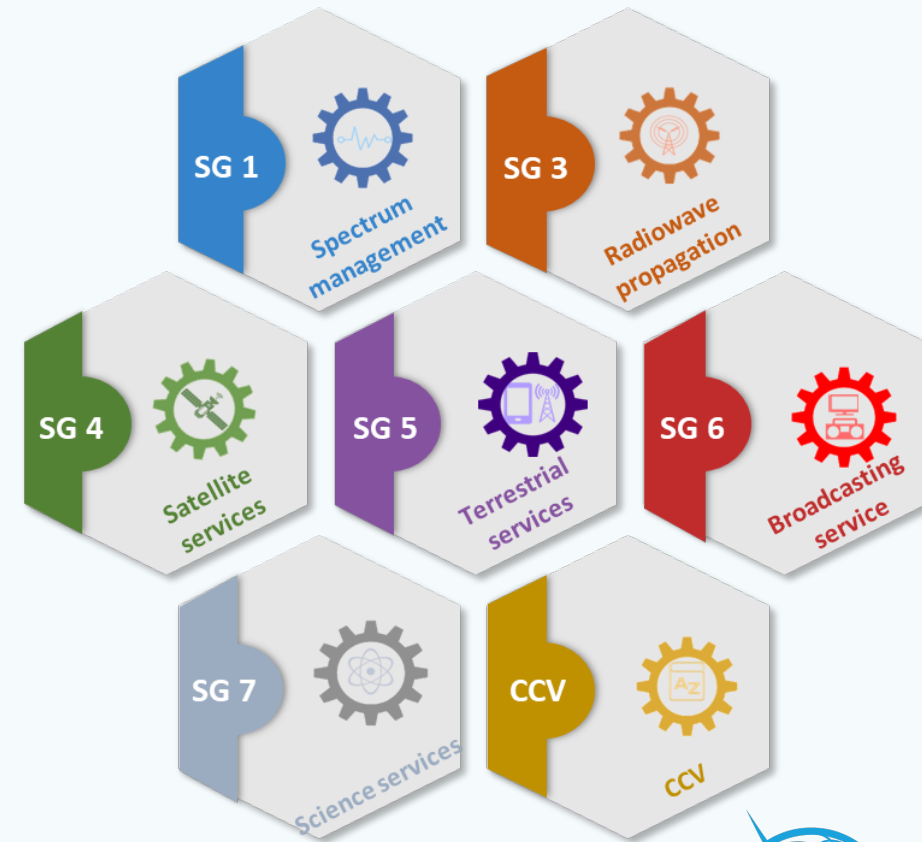 SG 1
Spectrum
management
SG 3
Radiowave
propagation
SG 4
Satellite
services
SG 5
Terrestrial
services
SG 6
Broadcasting
service
SG 7
Science services
CCV
AZ
CCV